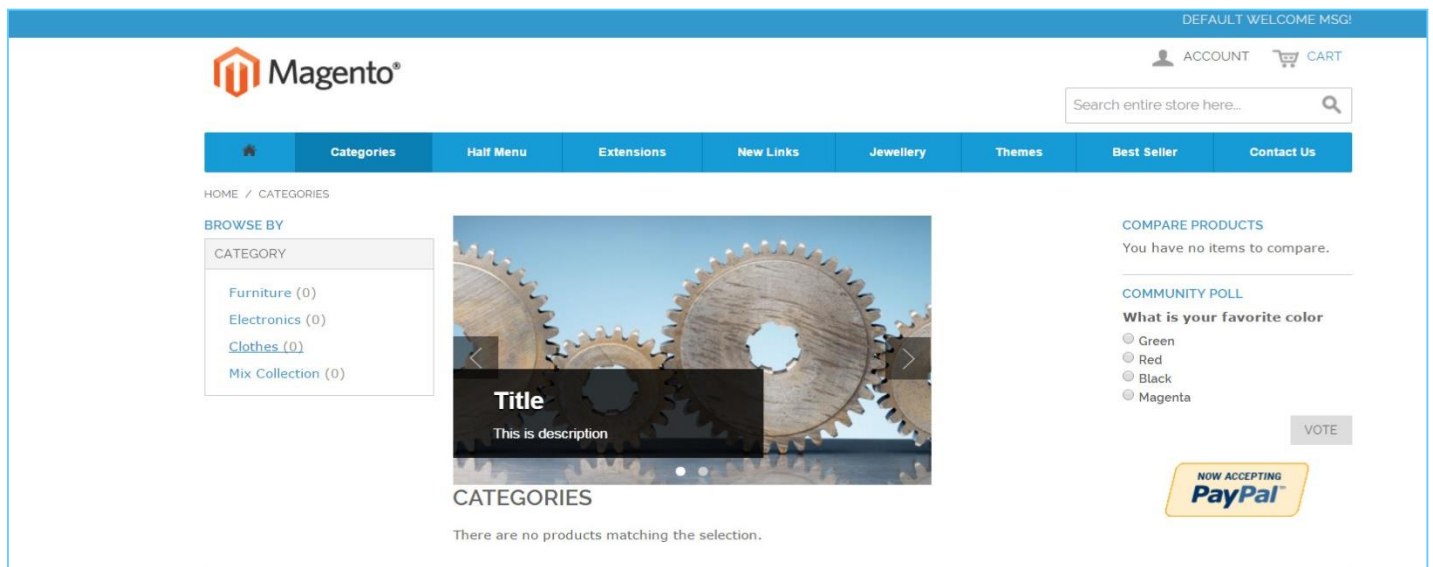 DEFAULT WELCOME MSG!
Magento®
ACCOUNT CART
Search entire store here...
Categories Half Menu Extensions New Links Jewellery Themes Best Seller Contact Us
HOME / CATEGORIES
BROWSE BY
CATEGORY
Furniture (0)
Electronics (0)
Clothes (0)
Mix Collection (0)
Title
This is description
CATEGORIES
There are no products matching the selection.
COMPARE PRODUCTS
You have no items to compare.
COMMUNITY POLL
What is your favorite color
Green
Red
Black
Magenta
VOTE
NOW ACCEPTING
PayPal™